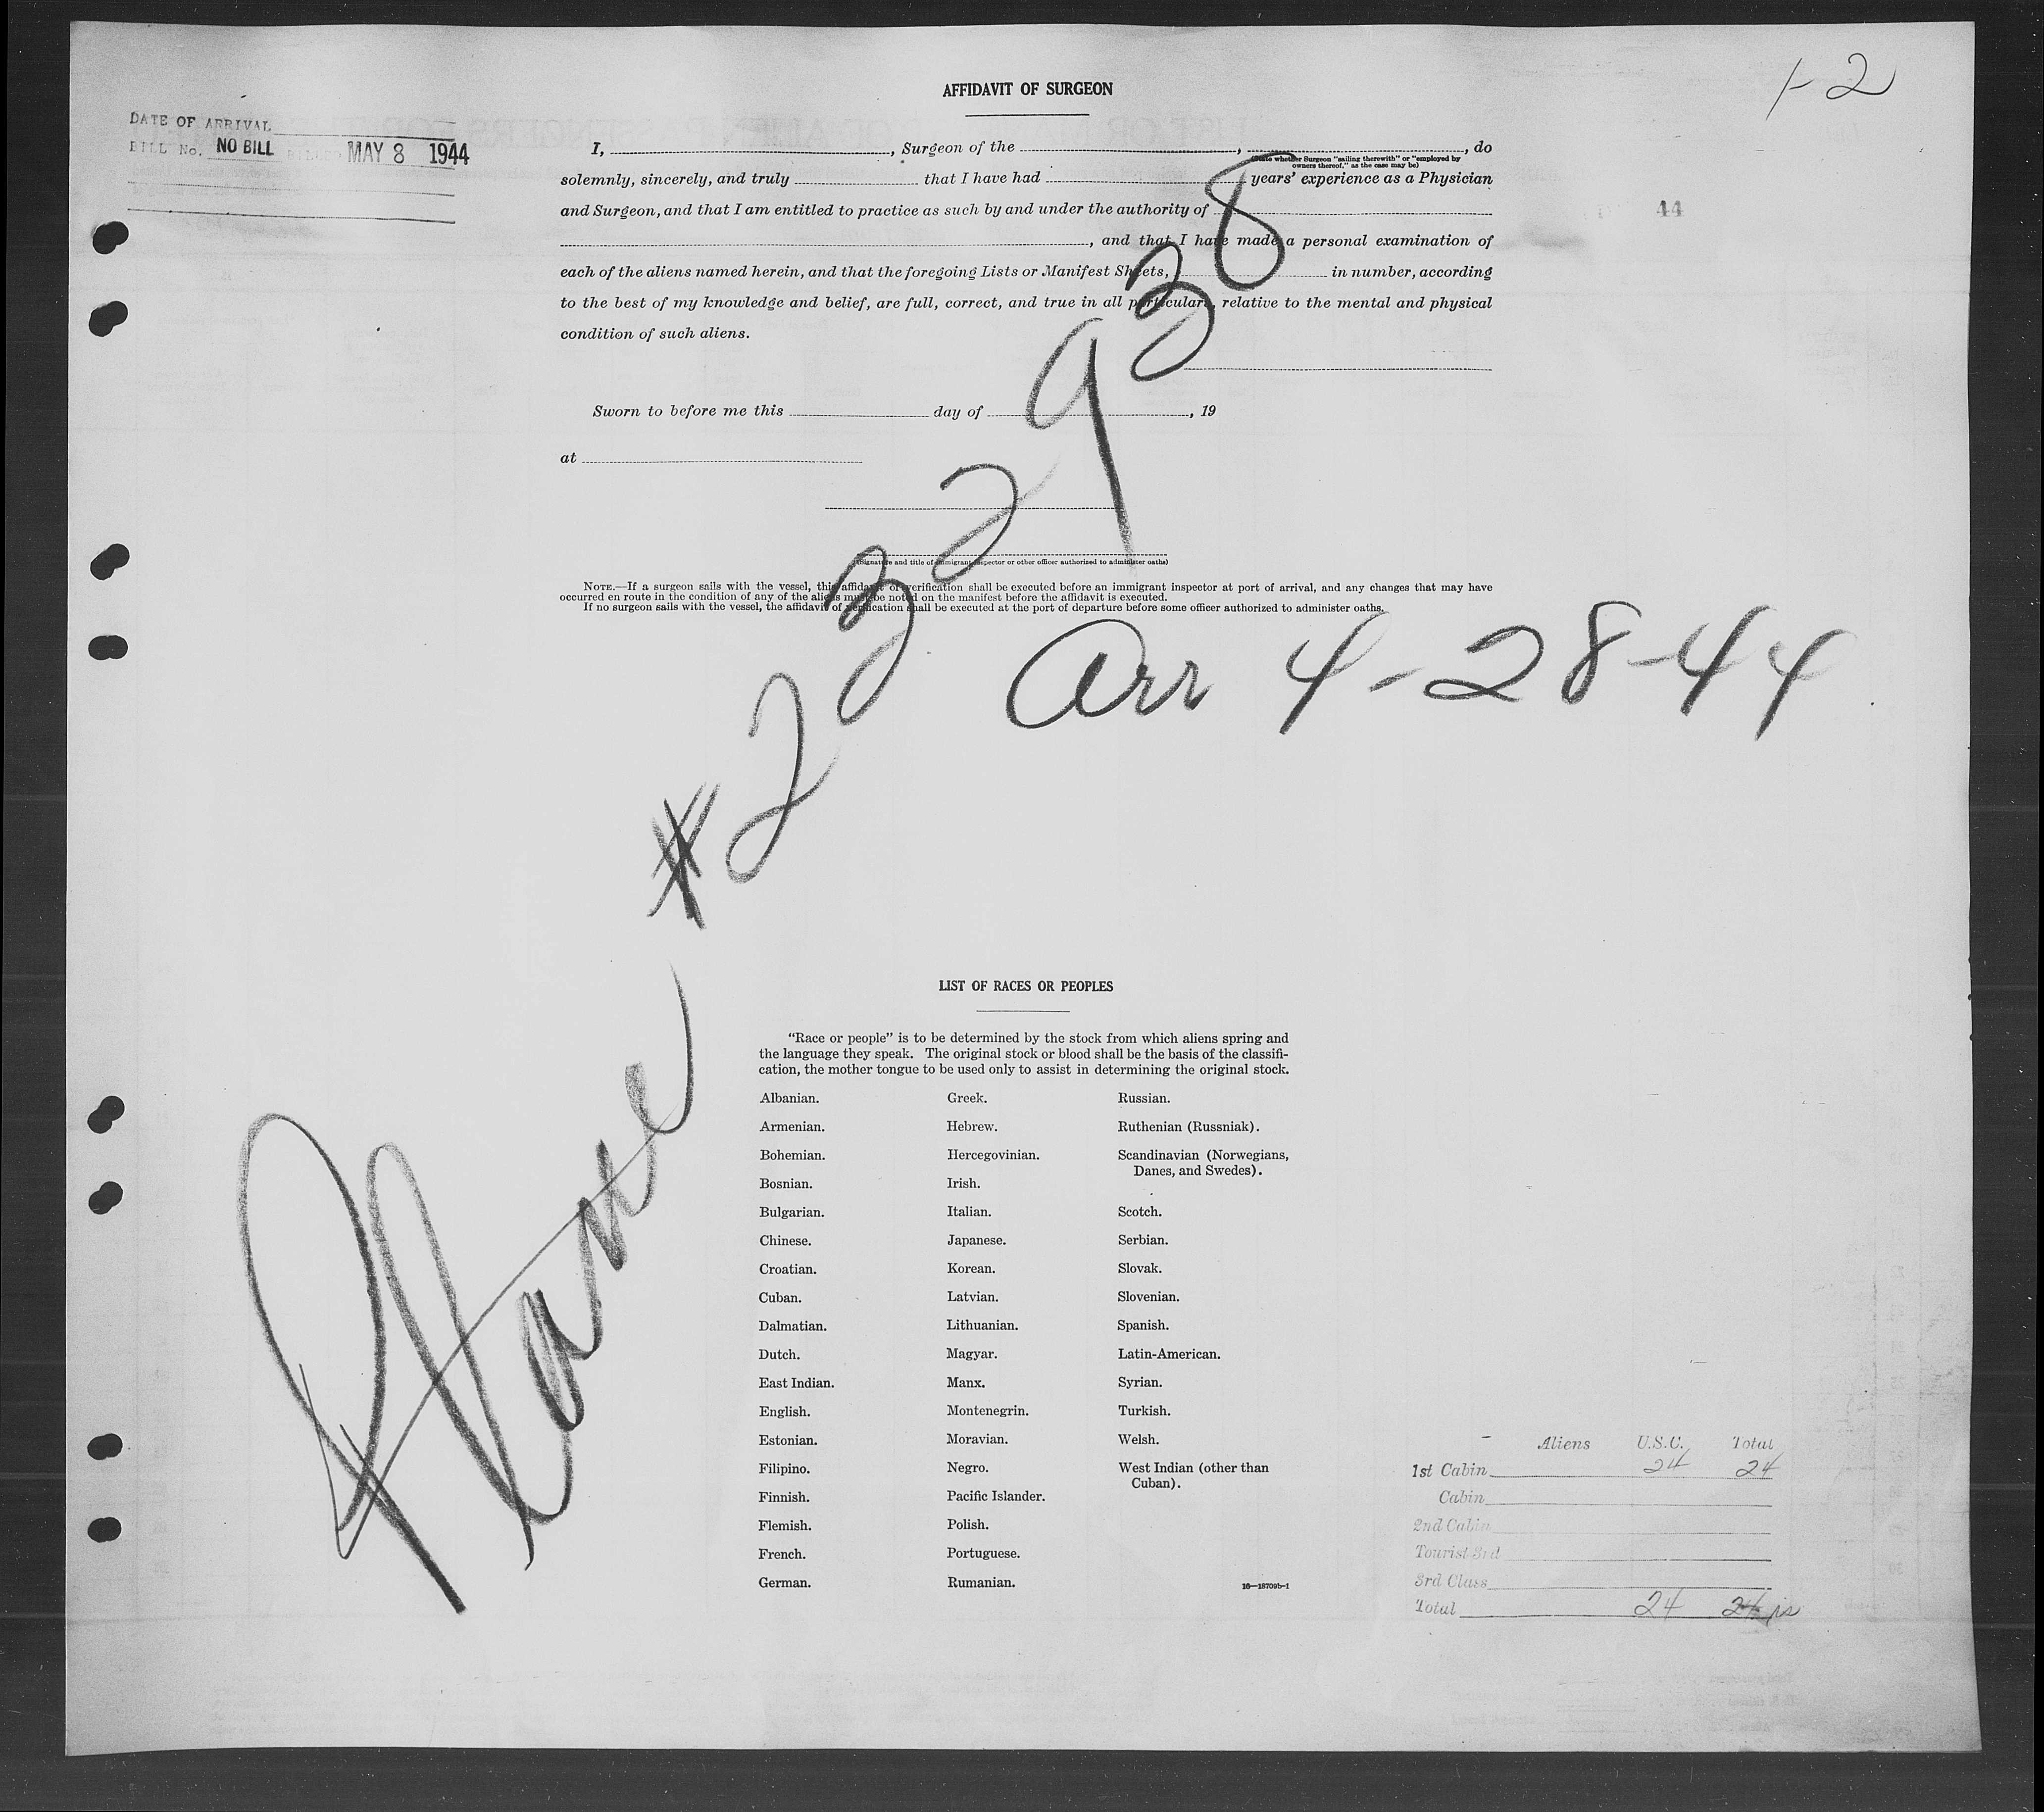 1-2
AFFIDAVIT OF SURGEON
DATE OF ARRIVAL
BILL No. NO BILL BILLED MAY 8 1944
I, , Surgeon of the , , do
(State whether Surgeon "sailing therewith" or "employed by
owners thereof," as the case may be)
solemnly, sincerely, and truly that I have had years' experience as a Physician
and Surgeon, and that I am entitled to practice as such by and under the authority of
44
, and that I have made a personal examination of
each of the aliens named herein, and that the foregoing Lists or Manifest Sheets, in number, according
to the best of my knowledge and belief, are full, correct, and true in all particulars, relative to the mental and physical
condition of such aliens.
Sworn to before me this day of , 19
at
(Signature and title of immigrant inspector or other officer authorized to administer oaths)
NOTE.—If a surgeon sails with the vessel, this affidavit of verification shall be executed before an immigrant inspector at port of arrival, and any changes that may have
occurred en route in the condition of any of the aliens must be noted on the manifest before the affidavit is executed.
If no surgeon sails with the vessel, the affidavit of verification shall be executed at the port of departure before some officer authorized to administer oaths.
Arr 4-28-44
Plane #232938
LIST OF RACES OR PEOPLES
"Race or people" is to be determined by the stock from which aliens spring and
the language they speak. The original stock or blood shall be the basis of the classifi-
cation, the mother tongue to be used only to assist in determining the original stock.
Albanian.
Armenian.
Bohemian.
Bosnian.
Bulgarian.
Chinese.
Croatian.
Cuban.
Dalmatian.
Dutch.
East Indian.
English.
Estonian.
Filipino.
Finnish.
Flemish.
French.
German.
Greek.
Hebrew.
Hercegovinian.
Irish.
Italian.
Japanese.
Korean.
Latvian.
Lithuanian.
Magyar.
Manx.
Montenegrin.
Moravian.
Negro.
Pacific Islander.
Polish.
Portuguese.
Rumanian.
Russian.
Ruthenian (Russniak).
Scandinavian (Norwegians,
Danes, and Swedes).
Scotch.
Serbian.
Slovak.
Slovenian.
Spanish.
Latin-American.
Syrian.
Turkish.
Welsh.
West Indian (other than
Cuban).
16—18709b-1
Aliens U.S.C. Total
1st Cabin 24 24
Cabin
2nd Cabin
Tourist 3rd
3rd Class
Total 24 24